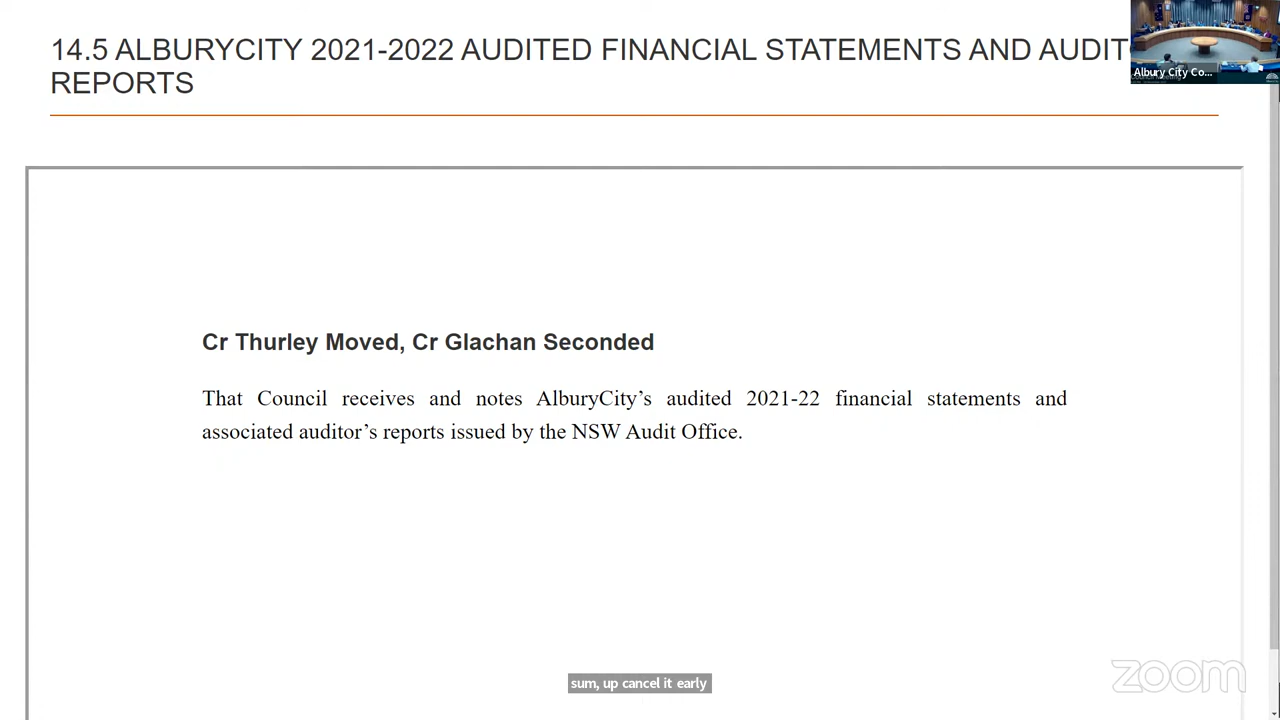 14.5 ALBURYCITY 2021-2022 AUDITED FINANCIAL STATEMENTS AND AUDIT
REPORTS
Albury City Co...
Cr Thurley Moved, Cr Glachan Seconded
That Council receives and notes AlburyCity’s audited 2021-22 financial statements and
associated auditor’s reports issued by the NSW Audit Office.
sum, up cancel it early
zoom